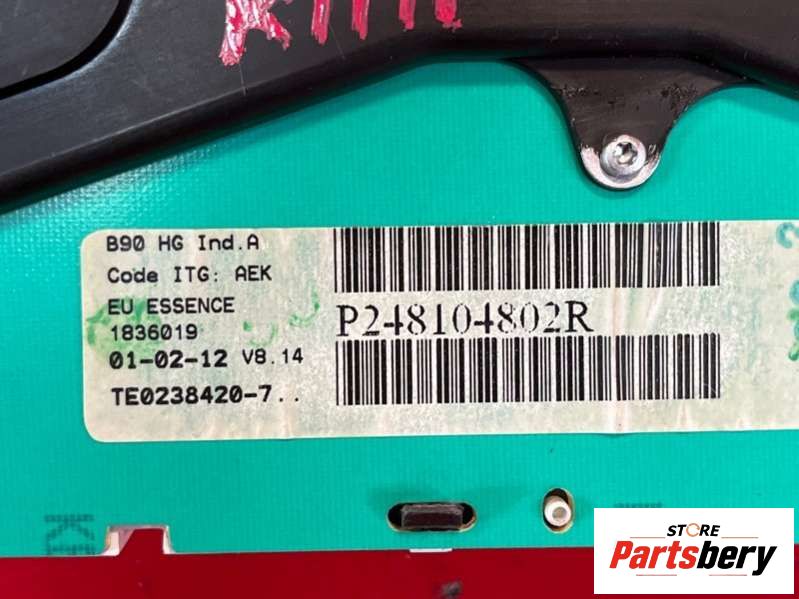 B90 HG Ind.A
Code ITG: AEK
EU ESSENCE
1836019
01-02-12 V8.14
TE0238420-7..
P248104802R
STORE
Partsbery